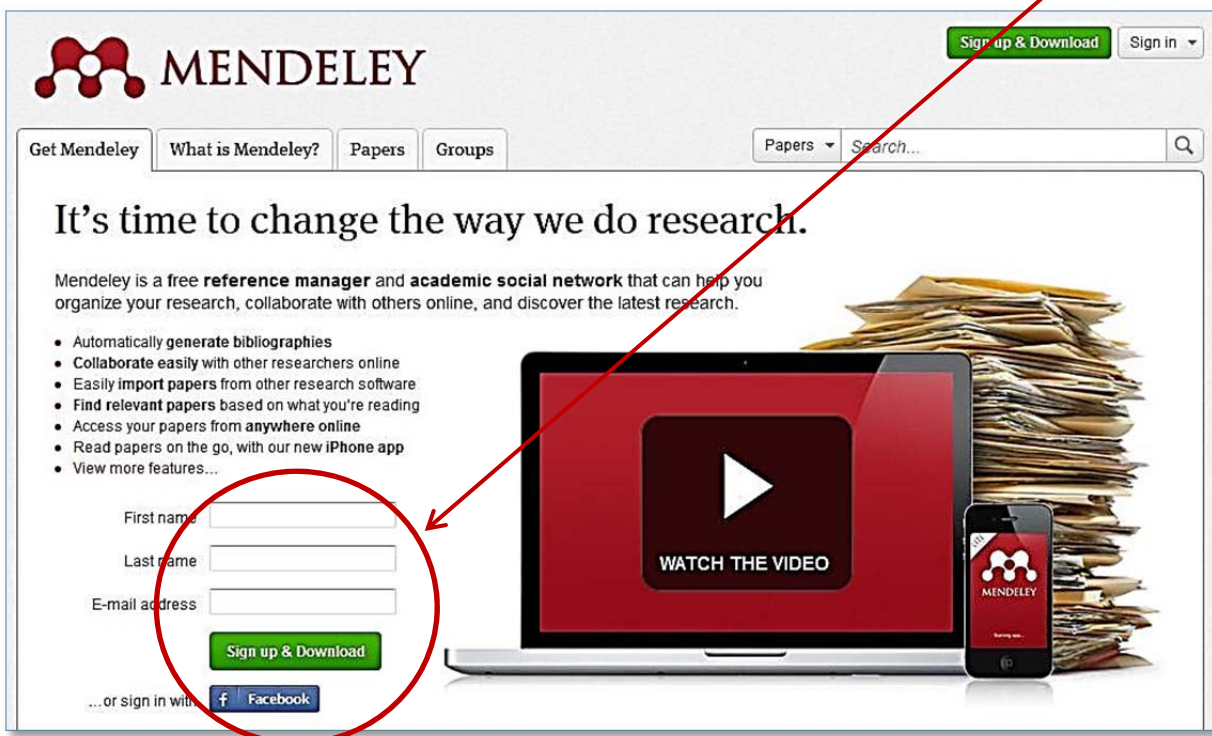 MENDELEY
Sign up & Download
Sign in
Get Mendeley
What is Mendeley?
Papers
Groups
Papers
Search...
It's time to change the way we do research.
Mendeley is a free reference manager and academic social network that can help you
organize your research, collaborate with others online, and discover the latest research.
• Automatically generate bibliographies
• Collaborate easily with other researchers online
• Easily import papers from other research software
• Find relevant papers based on what you're reading
• Access your papers from anywhere online
• Read papers on the go, with our new iPhone app
• View more features...
First name
Last name
E-mail address
Sign up & Download
...or sign in with
f Facebook
WATCH THE VIDEO
MENDELEY